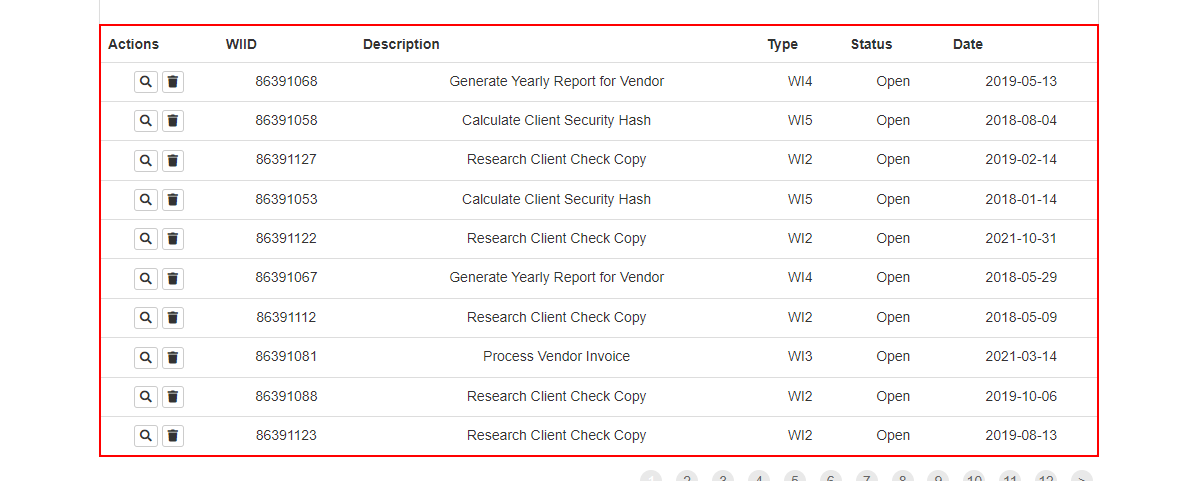 Actions WIID Description Type Status Date
86391068 Generate Yearly Report for Vendor WI4 Open 2019-05-13
86391058 Calculate Client Security Hash WI5 Open 2018-08-04
86391127 Research Client Check Copy WI2 Open 2019-02-14
86391053 Calculate Client Security Hash WI5 Open 2018-01-14
86391122 Research Client Check Copy WI2 Open 2021-10-31
86391067 Generate Yearly Report for Vendor WI4 Open 2018-05-29
86391112 Research Client Check Copy WI2 Open 2018-05-09
86391081 Process Vendor Invoice WI3 Open 2021-03-14
86391088 Research Client Check Copy WI2 Open 2019-10-06
86391123 Research Client Check Copy WI2 Open 2019-08-13
1 2 3 4 5 6 7 8 9 10 11 12 >